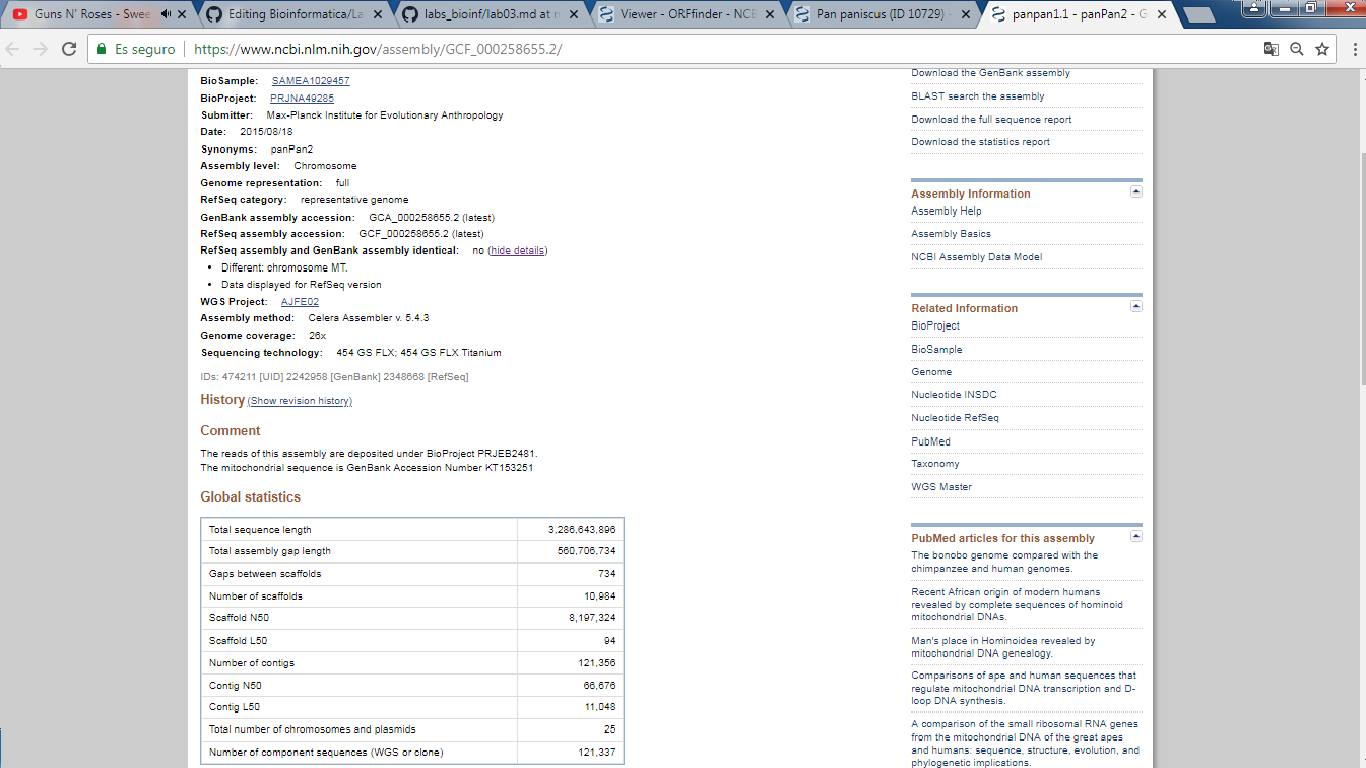 Guns N' Roses - Swee
Editing Bioinformatica/La
labs_bioinf/lab03.md at n
Viewer - ORFfinder - NCB
Pan paniscus (ID 10729) -
panpan1.1 - panPan2 - G
Es seguro | https://www.ncbi.nlm.nih.gov/assembly/GCF_000258655.2/
BioSample: SAMEA1029457
BioProject: PRJNA49285
Submitter: Max-Planck Institute for Evolutionary Anthropology
Date: 2015/08/18
Synonyms: panPan2
Assembly level: Chromosome
Genome representation: full
RefSeq category: representative genome
GenBank assembly accession: GCA_000258655.2 (latest)
RefSeq assembly accession: GCF_000258655.2 (latest)
RefSeq assembly and GenBank assembly identical: no (hide details)
• Different: chromosome MT.
• Data displayed for RefSeq version
WGS Project: AJFE02
Assembly method: Celera Assembler v. 5.4.3
Genome coverage: 26x
Sequencing technology: 454 GS FLX; 454 GS FLX Titanium
IDs: 474211 [UID] 2242958 [GenBank] 2348668 [RefSeq]
History (Show revision history)
Comment
The reads of this assembly are deposited under BioProject PRJEB2481.
The mitochondrial sequence is GenBank Accession Number KT153251
Global statistics
Total sequence length 3,286,643,896
Total assembly gap length 560,706,734
Gaps between scaffolds 734
Number of scaffolds 10,984
Scaffold N50 8,197,324
Scaffold L50 94
Number of contigs 121,356
Contig N50 66,676
Contig L50 11,048
Total number of chromosomes and plasmids 25
Number of component sequences (WGS or clone) 121,337
Download the GenBank assembly
BLAST search the assembly
Download the full sequence report
Download the statistics report
Assembly Information
Assembly Help
Assembly Basics
NCBI Assembly Data Model
Related Information
BioProject
BioSample
Genome
Nucleotide INSDC
Nucleotide RefSeq
PubMed
Taxonomy
WGS Master
PubMed articles for this assembly
The bonobo genome compared with the
chimpanzee and human genomes.
Recent African origin of modern humans
revealed by complete sequences of hominoid
mitochondrial DNAs.
Man's place in Hominoidea revealed by
mitochondrial DNA genealogy.
Comparisons of ape and human sequences that
regulate mitochondrial DNA transcription and D-
loop DNA synthesis.
A comparison of the small ribosomal RNA genes
from the mitochondrial DNA of the great apes
and humans: sequence, structure, evolution, and
phylogenetic implications.